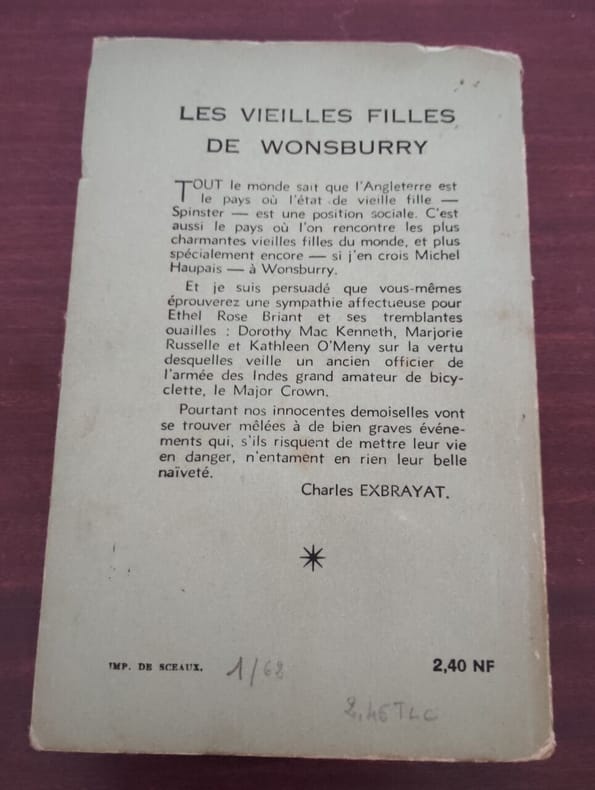 LES VIEILLES FILLES
DE WONSBURRY
TOUT le monde sait que l'Angleterre est
le pays où l'état de vieille fille —
Spinster — est une position sociale. C'est
aussi le pays où l'on rencontre les plus
charmantes vieilles filles du monde, et plus
spécialement encore — si j'en crois Michel
Haupais — à Wonsburry.
Et je suis persuadé que vous-mêmes
éprouverez une sympathie affectueuse pour
Ethel Rose Briant et ses tremblantes
ouailles : Dorothy Mac Kenneth, Marjorie
Russelle et Kathleen O'Meny sur la vertu
desquelles veille un ancien officier de
l'armée des Indes grand amateur de bicy-
clette, le Major Crown.
Pourtant nos innocentes demoiselles vont
se trouver mêlées à de bien graves événe-
ments qui, s'ils risquent de mettre leur vie
en danger, n'entament en rien leur belle
naïveté.
Charles EXBRAYAT.
IMP. DE SCEAUX. 1/62
2,40 NF
2,45 TLC